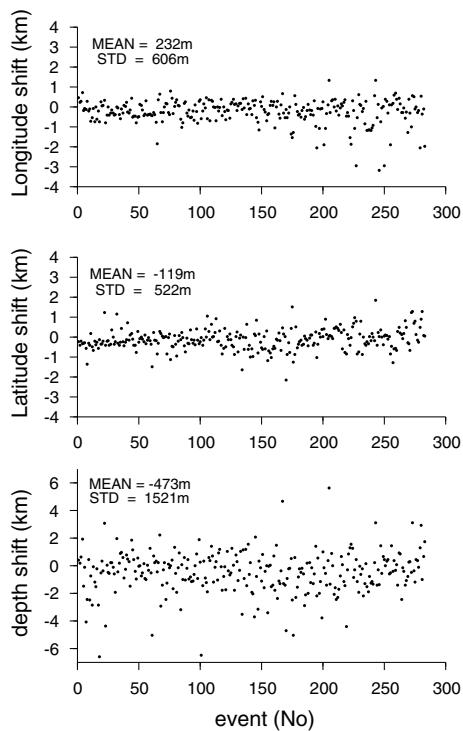 Longitude shift (km)
4
3
2
1
0
-1
-2
-3
-4
MEAN = 232m
STD = 606m
0 50 100 150 200 250 300
Latitude shift (km)
4
3
2
1
0
-1
-2
-3
-4
MEAN = -119m
STD = 522m
0 50 100 150 200 250 300
depth shift (km)
6
4
2
0
-2
-4
-6
MEAN = -473m
STD = 1521m
0 50 100 150 200 250 300
event (No)